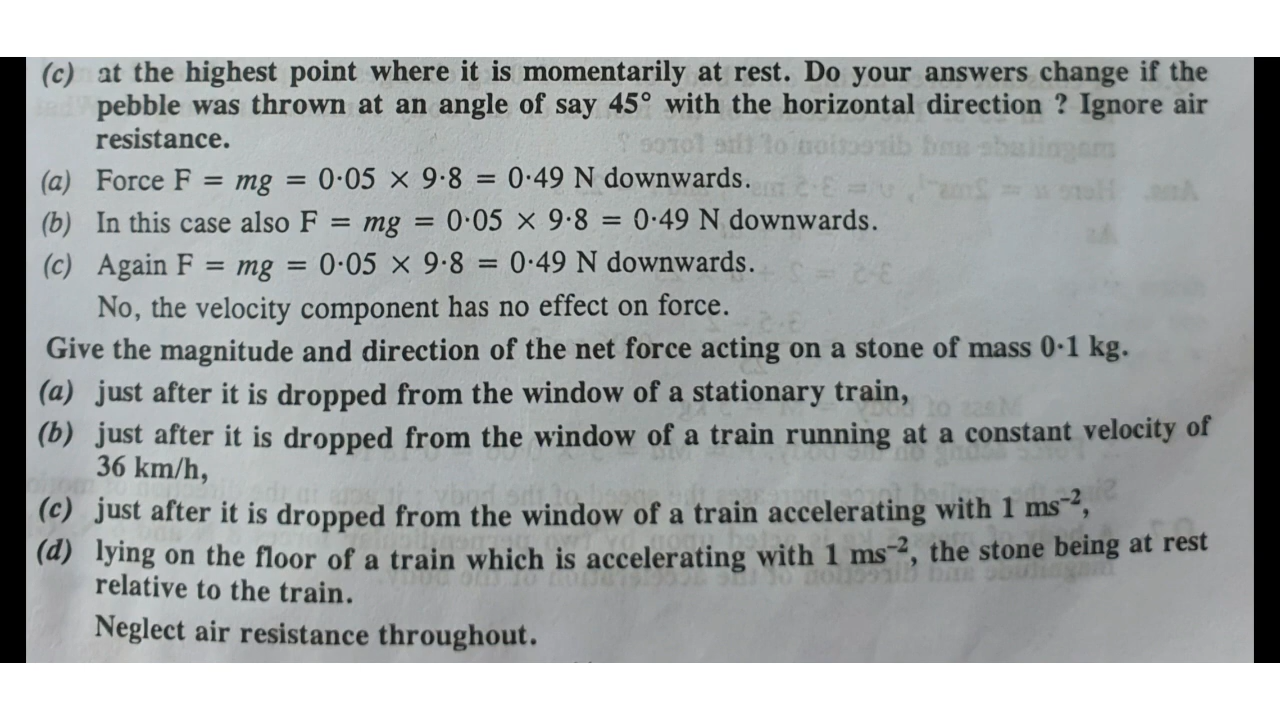 (c) at the highest point where it is momentarily at rest. Do your answers change if the
pebble was thrown at an angle of say 45° with the horizontal direction ? Ignore air
resistance.
(a) Force F = mg = 0·05 × 9·8 = 0·49 N downwards.
(b) In this case also F = mg = 0·05 × 9·8 = 0·49 N downwards.
(c) Again F = mg = 0·05 × 9·8 = 0·49 N downwards.
No, the velocity component has no effect on force.
Give the magnitude and direction of the net force acting on a stone of mass 0·1 kg.
(a) just after it is dropped from the window of a stationary train,
(b) just after it is dropped from the window of a train running at a constant velocity of
36 km/h,
(c) just after it is dropped from the window of a train accelerating with 1 ms⁻²,
(d) lying on the floor of a train which is accelerating with 1 ms⁻², the stone being at rest
relative to the train.
Neglect air resistance throughout.